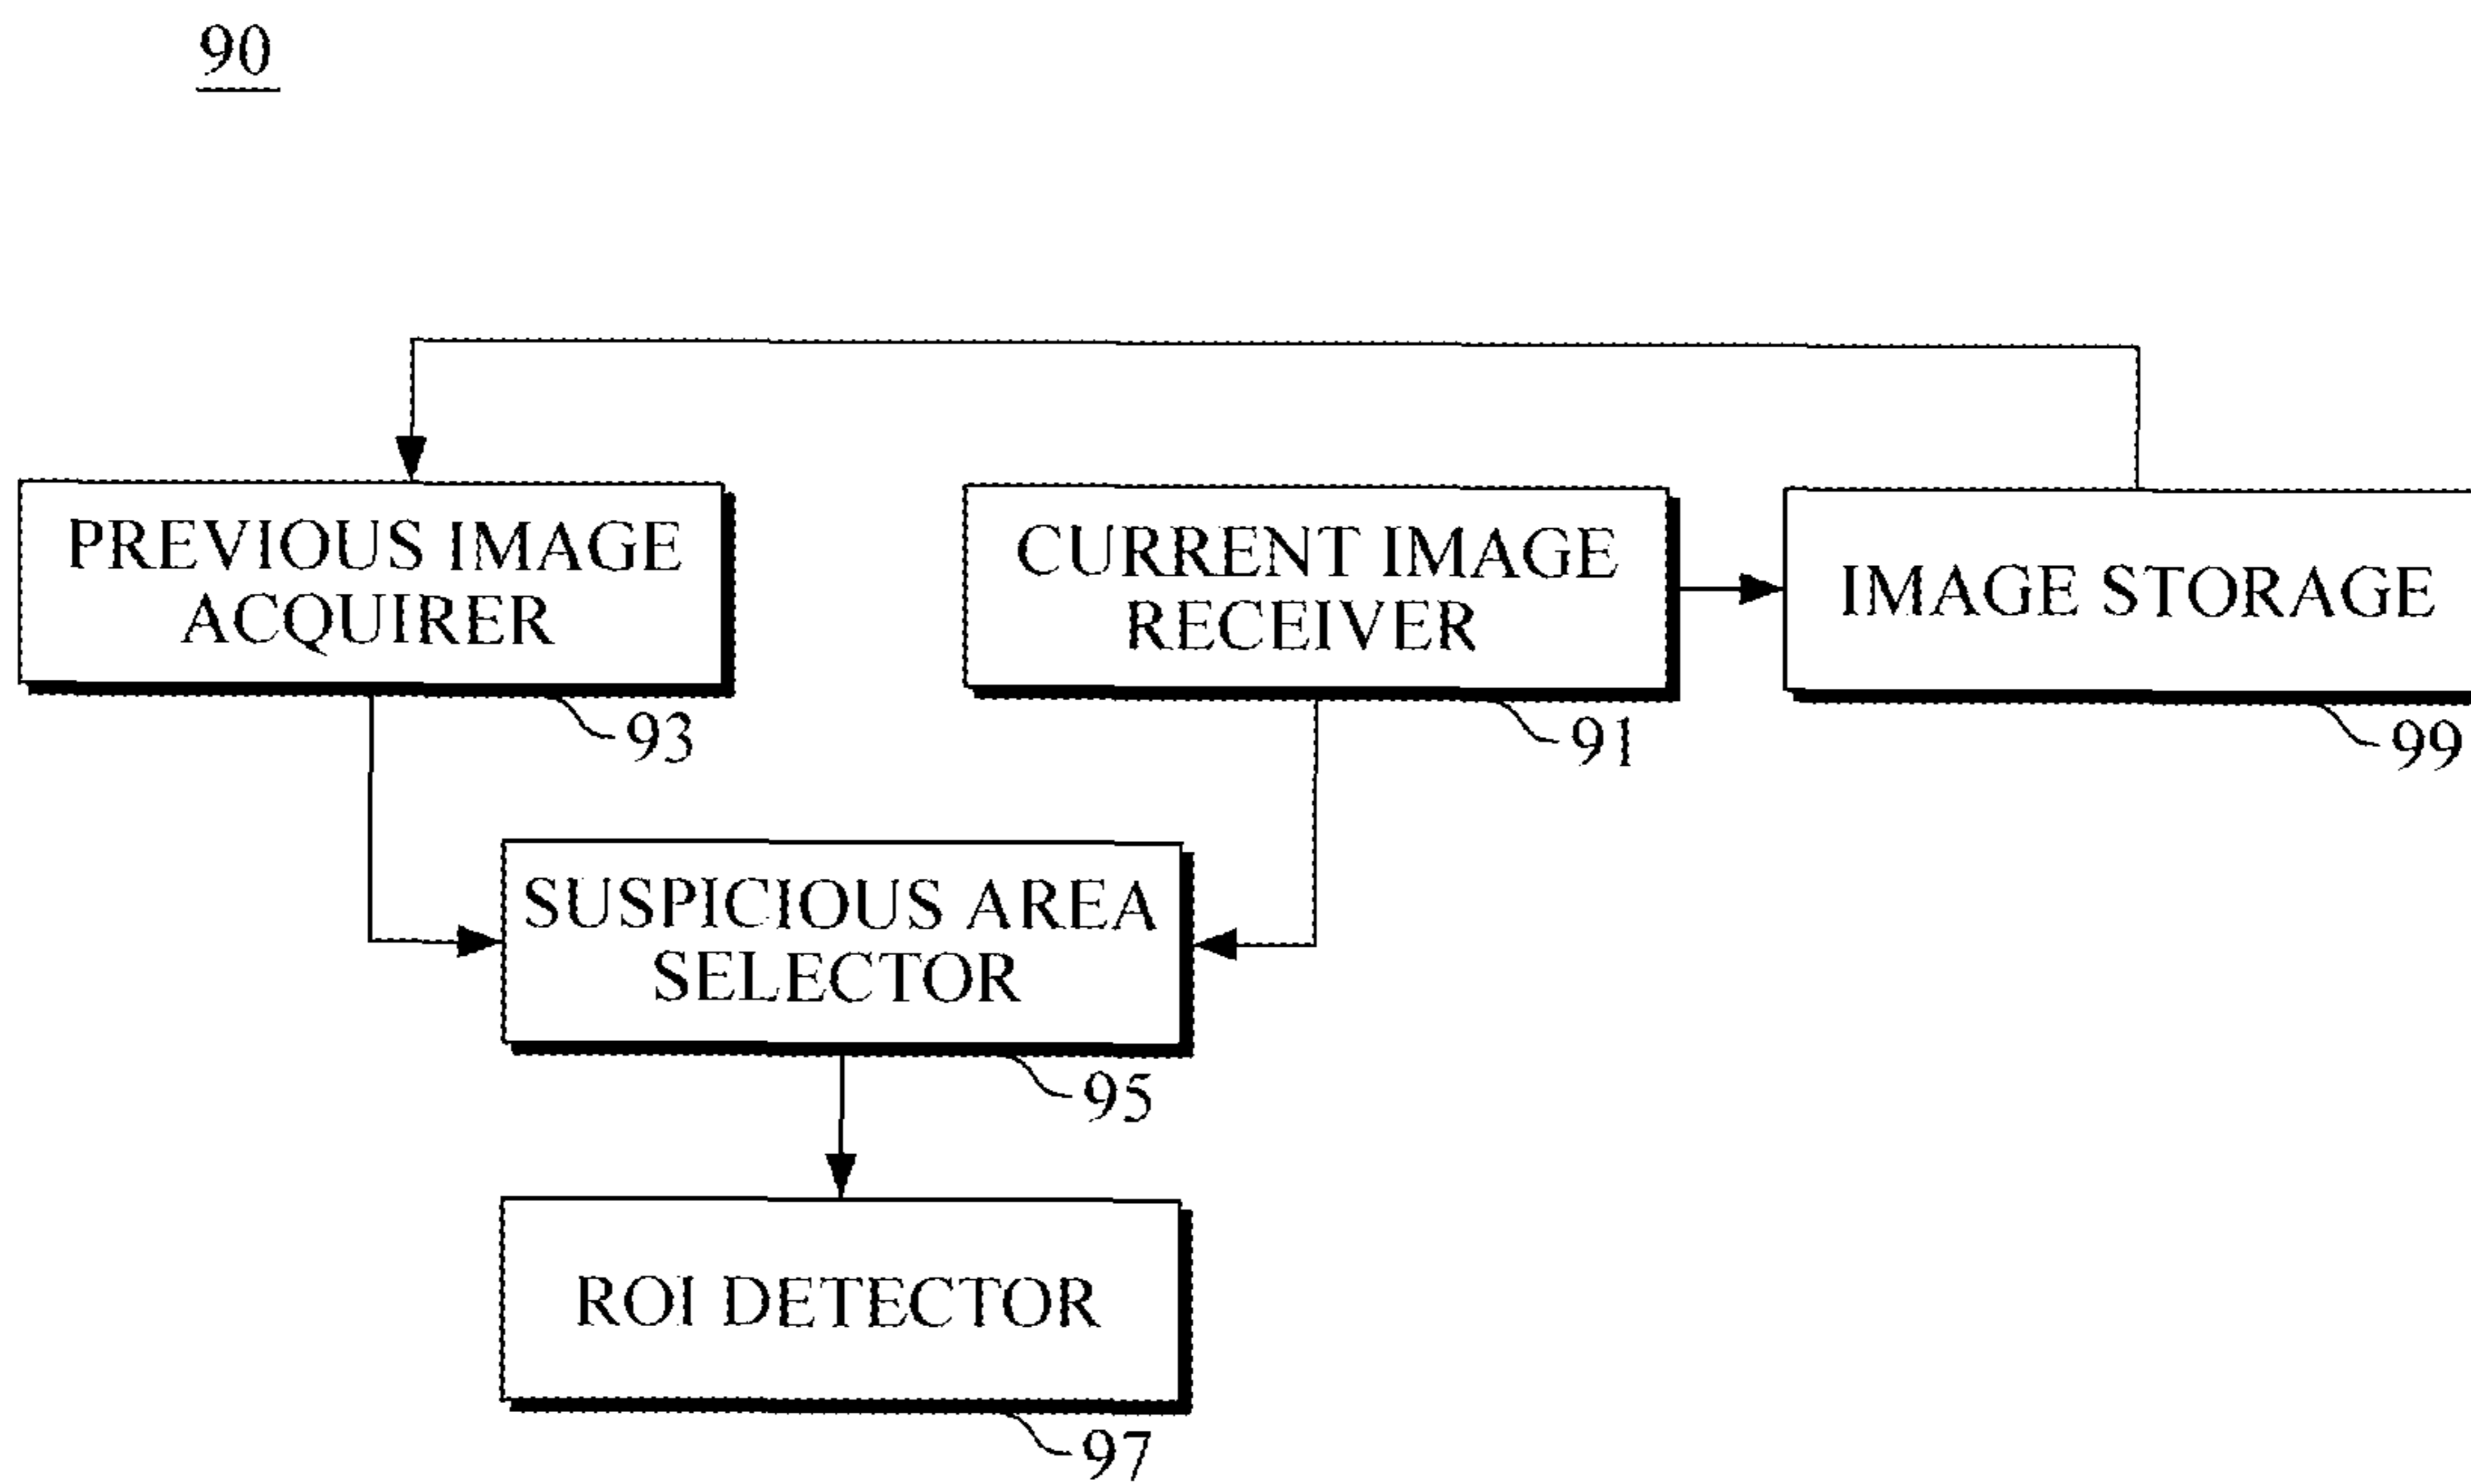 90
PREVIOUS IMAGE
ACQUIRER
93
CURRENT IMAGE
RECEIVER
91
IMAGE STORAGE
99
SUSPICIOUS AREA
SELECTOR
95
ROI DETECTOR
97